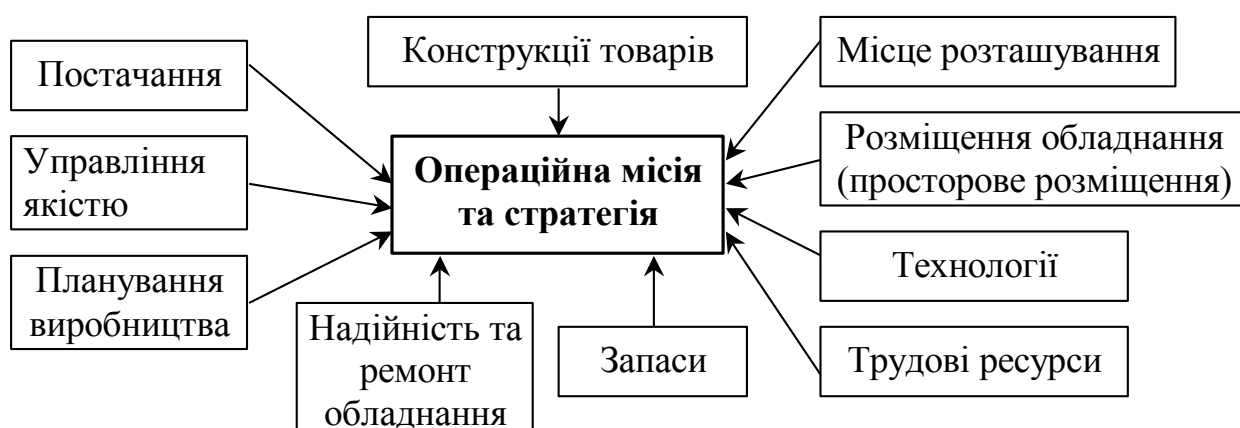 Постачання
Конструкції товарів
Місце розташування
Управління
якістю
Операційна місія
та стратегія
Розміщення обладнання
(просторове розміщення)
Планування
виробництва
Надійність та
ремонт
обладнання
Запаси
Технології
Трудові ресурси